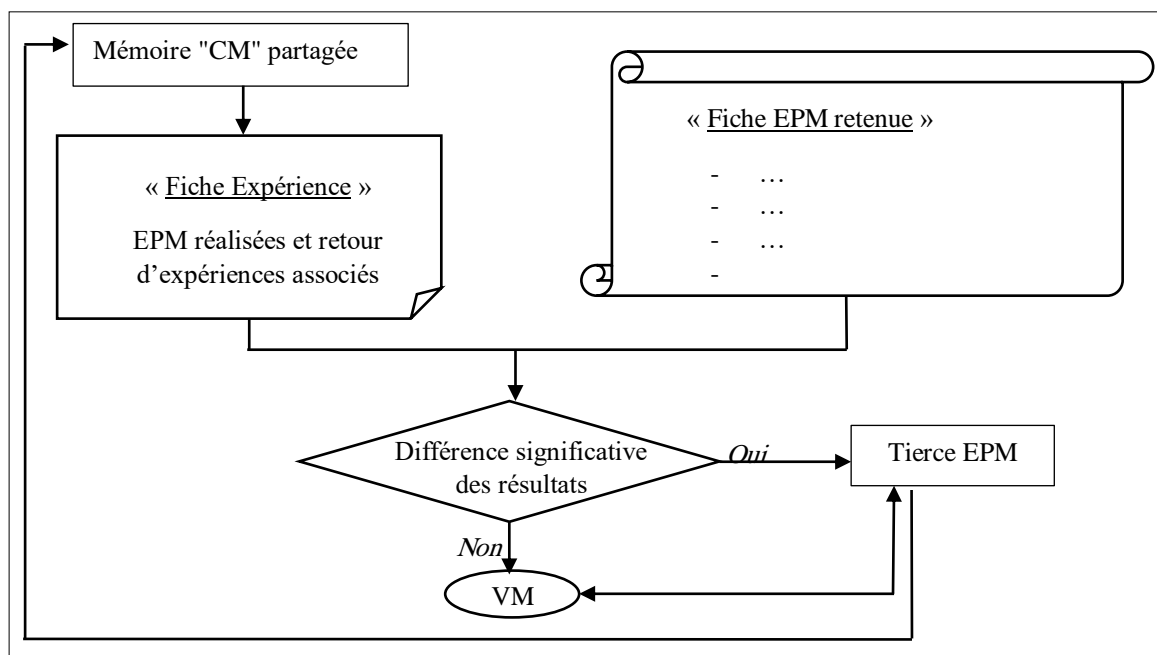 Mémoire "CM" partagée
« Fiche Expérience »
EPM réalisées et retour
d’expériences associés
« Fiche EPM retenue »
- …
- …
- …
-
Différence significative
des résultats
Oui
Tierce EPM
Non
VM